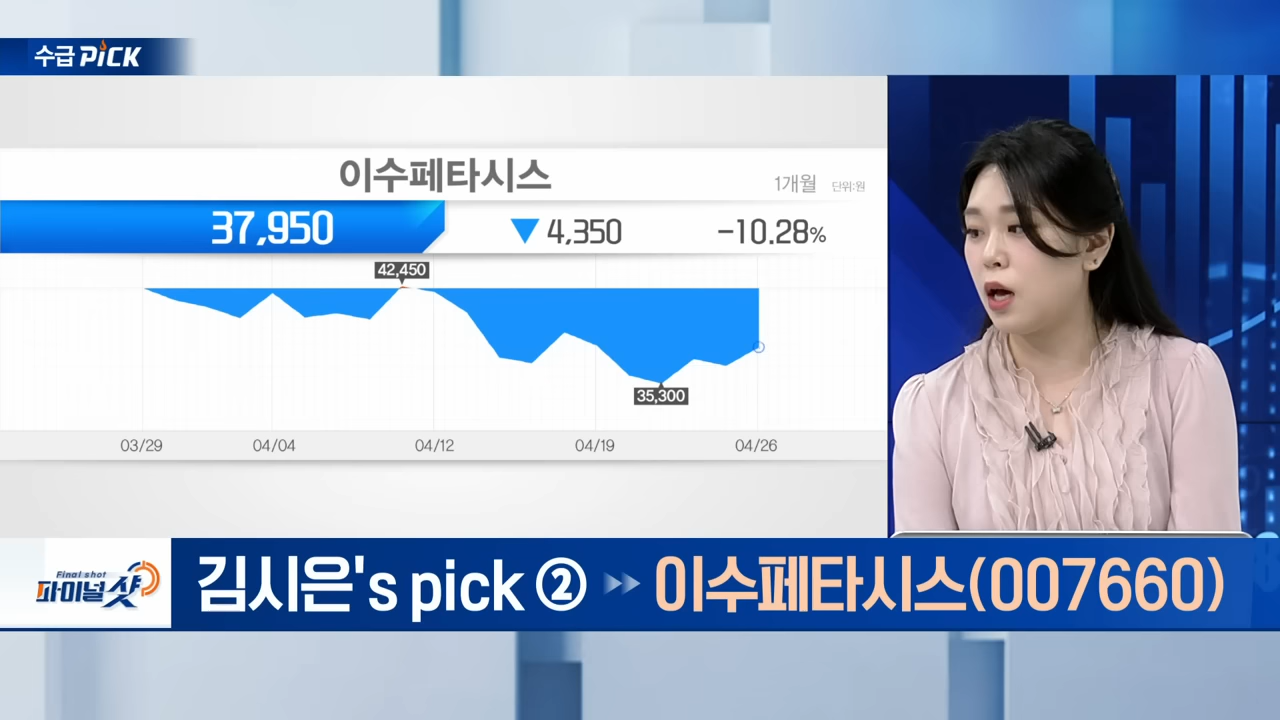 수급 PiCK
이수페타시스
1개월 단위:원
37,950 ▼4,350 -10.28%
42,450
35,300
03/29 04/04 04/12 04/19 04/26
Final shot
파이널샷
김시은's pick ② 이수페타시스(007660)